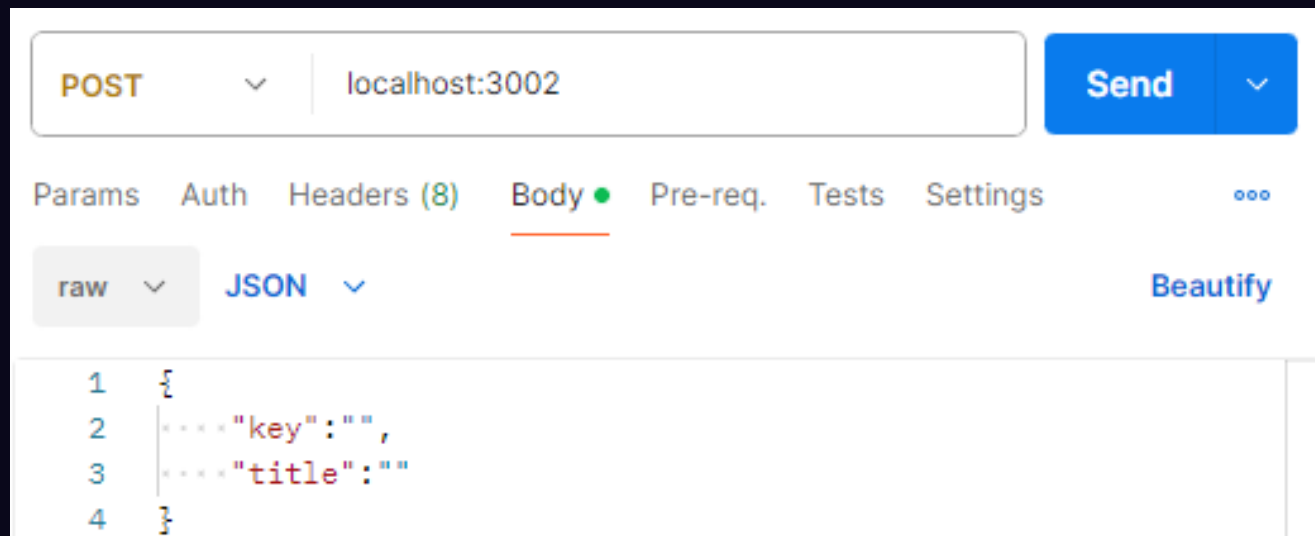 POST localhost:3002 Send
Params Auth Headers (8) Body Pre-req. Tests Settings
raw JSON Beautify
1 {
2 "key":"",
3 "title":""
4 }